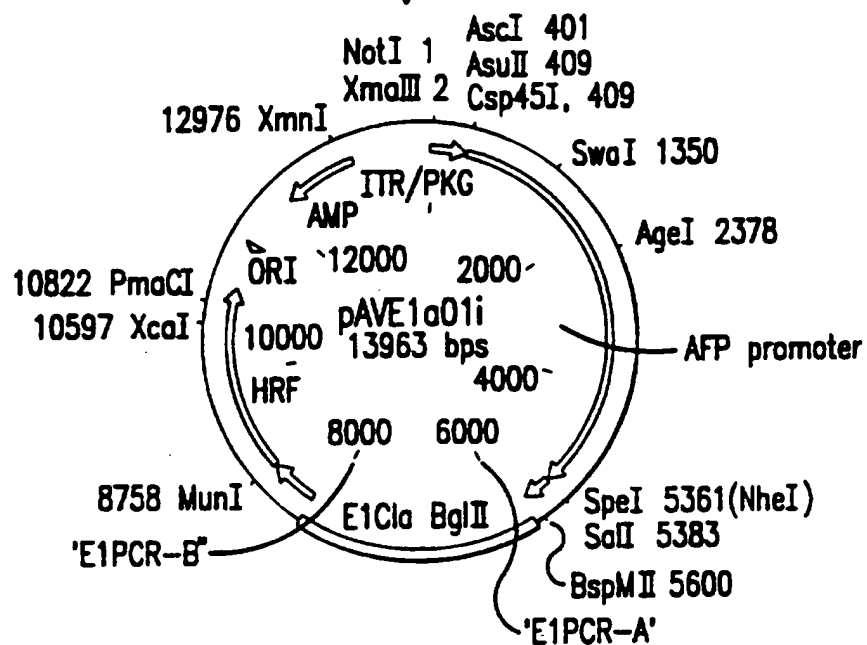 AscI 401
NotI 1
AsuII 409
XmaIII 2
Csp45I, 409
12976 XmnI
SwaI 1350
ITR/PKG
AMP
AgeI 2378
ORI
12000
2000
10822 PmaCI
pAVE1a01i
10597 XcaI
10000
13963 bps
AFP promoter
4000
HRF
8000
6000
8758 MunI
E1Cla BglII
SpeI 5361(NheI)
SalI 5383
'E1PCR-B"
BspMII 5600
'E1PCR-A'